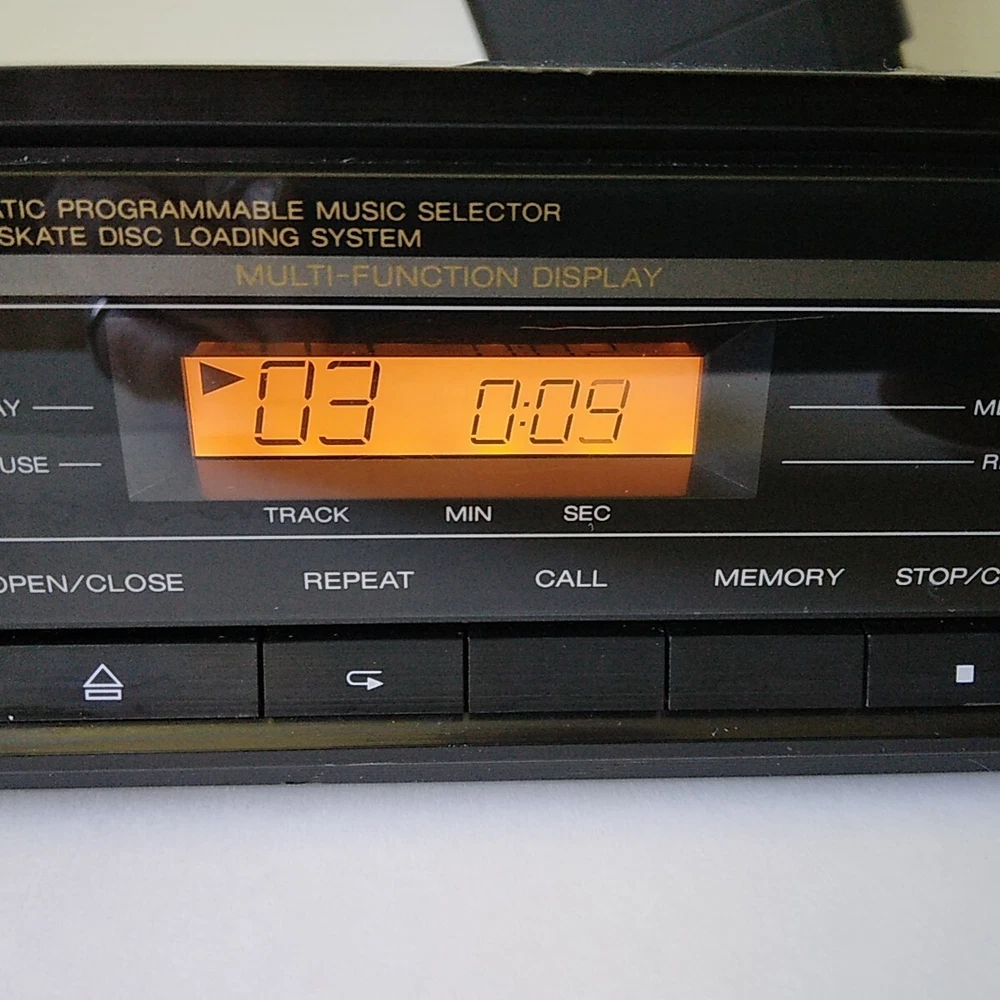 ATIC PROGRAMMABLE MUSIC SELECTOR
SKATE DISC LOADING SYSTEM
MULTI-FUNCTION DISPLAY
03 0:09
TRACK MIN SEC
OPEN/CLOSE REPEAT CALL MEMORY STOP/C